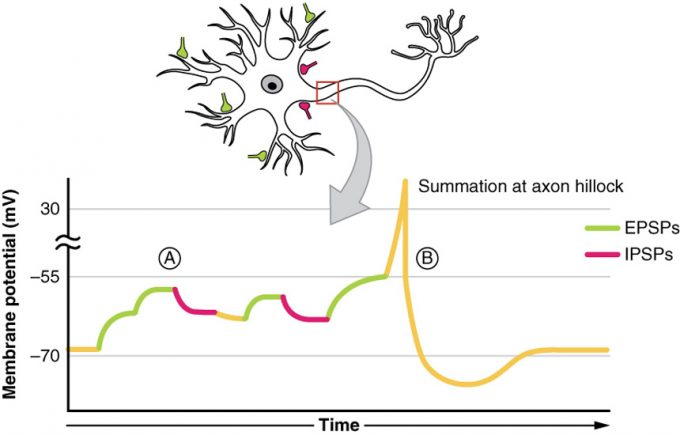 Summation at axon hillock
Membrane potential (mV)
30
−55
−70
A
B
EPSPs
IPSPs
Time